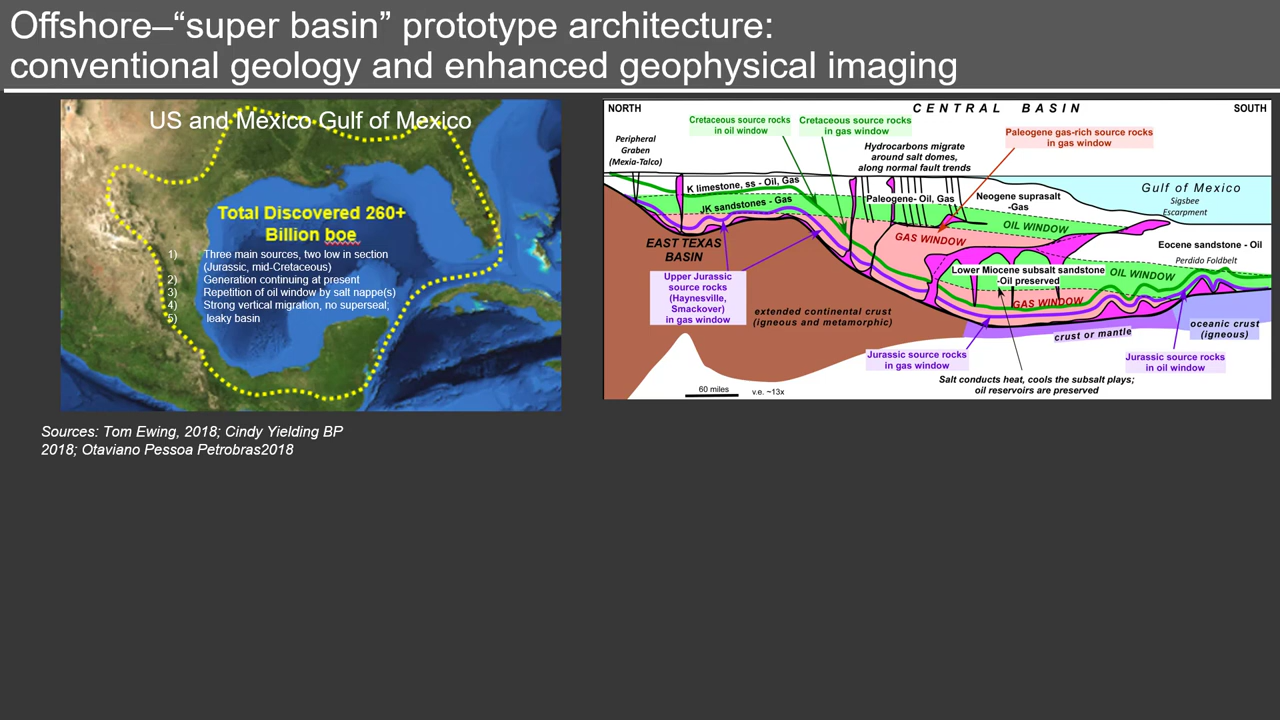 Offshore–“super basin” prototype architecture:
conventional geology and enhanced geophysical imaging
US and Mexico Gulf of Mexico
Total Discovered 260+
Billion boe
1) Three main sources, two low in section
(Jurassic, mid-Cretaceous)
2) Generation continuing at present
3) Repetition of oil window by salt nappe(s)
4) Strong vertical migration, no superseal;
5) leaky basin
Sources: Tom Ewing, 2018; Cindy Yielding BP
2018; Otaviano Pessoa Petrobras2018
NORTH
CENTRAL BASIN
SOUTH
Cretaceous source rocks
in oil window
Cretaceous source rocks
in gas window
Paleogene gas-rich source rocks
in gas window
Peripheral
Graben
(Mexia-Talco)
Hydrocarbons migrate
around salt domes,
along normal fault trends
K limestone, ss - Oil, Gas
JK sandstones - Gas
Paleogene- Oil, Gas
Neogene suprasalt
-Gas
Gulf of Mexico
Sigsbee
Escarpment
OIL WINDOW
GAS WINDOW
EAST TEXAS
BASIN
Eocene sandstone - Oil
Perdido Foldbelt
Lower Miocene subsalt sandstone
-Oil preserved
OIL WINDOW
GAS WINDOW
Upper Jurassic
source rocks
(Haynesville,
Smackover)
in gas window
extended continental crust
(igneous and metamorphic)
crust or mantle
oceanic crust
(igneous)
Jurassic source rocks
in gas window
Jurassic source rocks
in oil window
Salt conducts heat, cools the subsalt plays;
oil reservoirs are preserved
60 miles
v.e. ~13x